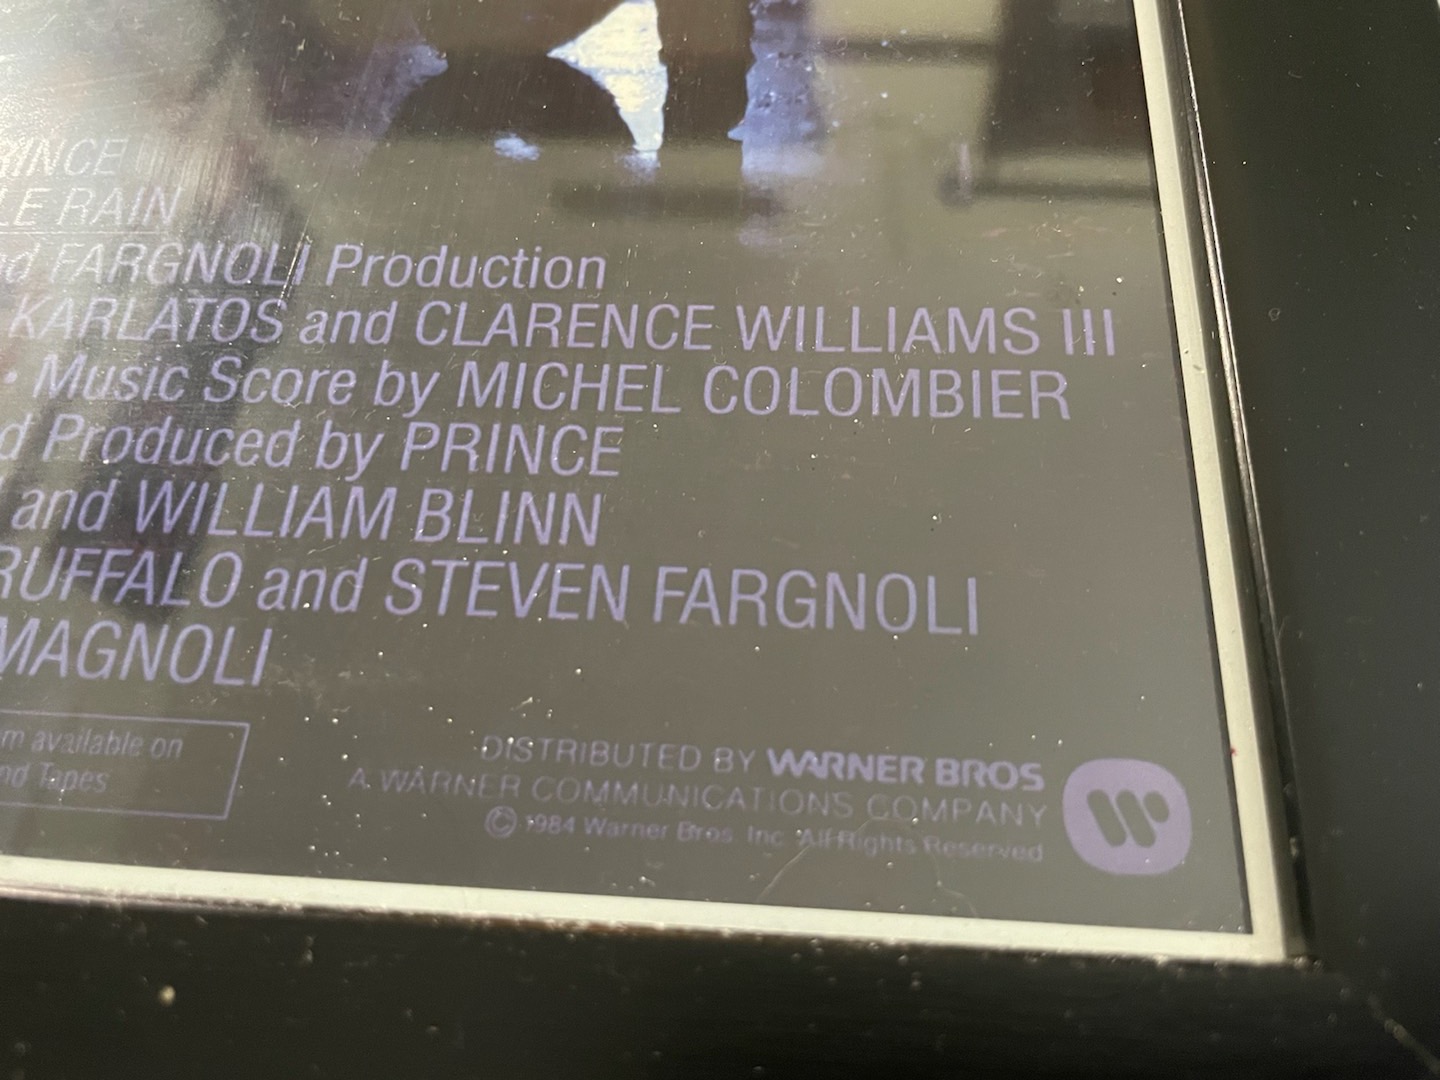 INCE
LE RAIN
nd FARGNOLI Production
KARLATOS and CLARENCE WILLIAMS III
• Music Score by MICHEL COLOMBIER
d Produced by PRINCE
and WILLIAM BLINN
RUFFALO and STEVEN FARGNOLI
MAGNOLI
m available on
nd Tapes
DISTRIBUTED BY WARNER BROS
A WARNER COMMUNICATIONS COMPANY
© 1984 Warner Bros. Inc. All Rights Reserved